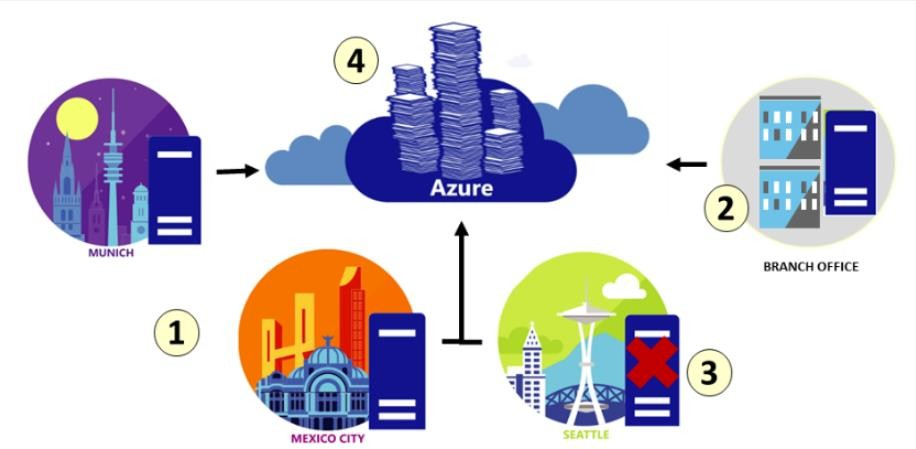 4
Azure
MUNICH
2
BRANCH OFFICE
1
3
MEXICO CITY
SEATTLE